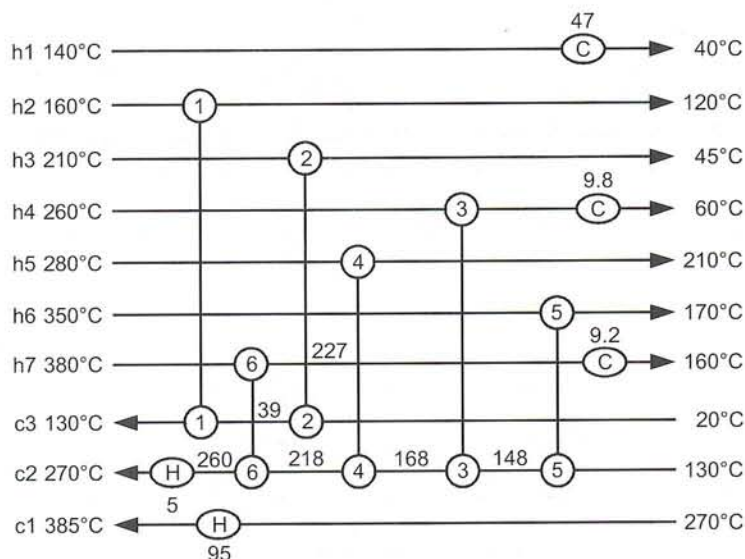 47
h1 140°C C 40°C
h2 160°C 1 120°C
h3 210°C 2 45°C
9.8
h4 260°C 3 C 60°C
h5 280°C 4 210°C
h6 350°C 5 170°C
9.2
h7 380°C 6 227 C 160°C
39
c3 130°C 1 2 20°C
260 218 168 148
c2 270°C H 6 4 3 5 130°C
5
c1 385°C H 270°C
95